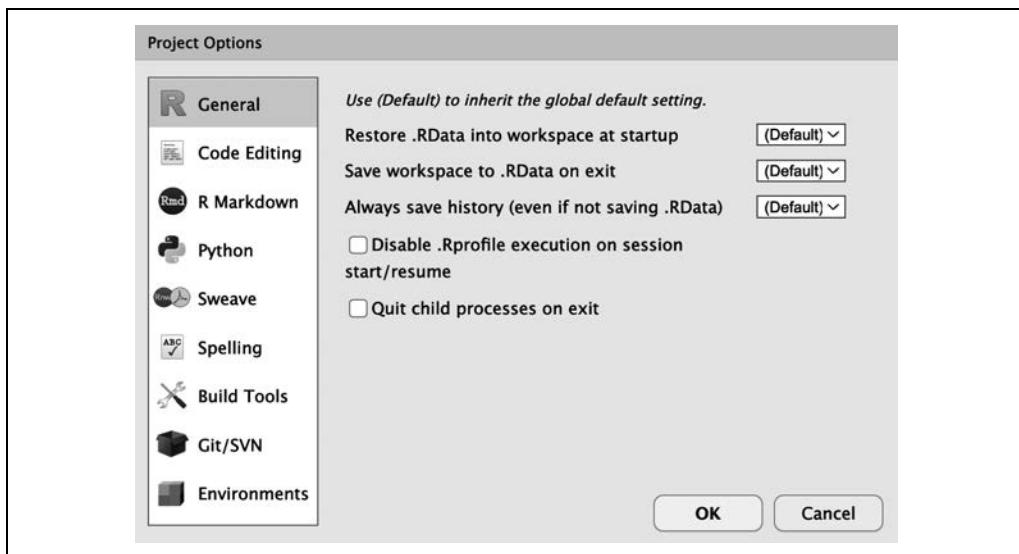 Project Options
R General
Code Editing
Rmd R Markdown
Python
Rnw Sweave
ABC Spelling
Build Tools
Git/SVN
Environments
Use (Default) to inherit the global default setting.
Restore .RData into workspace at startup (Default)
Save workspace to .RData on exit (Default)
Always save history (even if not saving .RData) (Default)
Disable .Rprofile execution on session
start/resume
Quit child processes on exit
OK Cancel